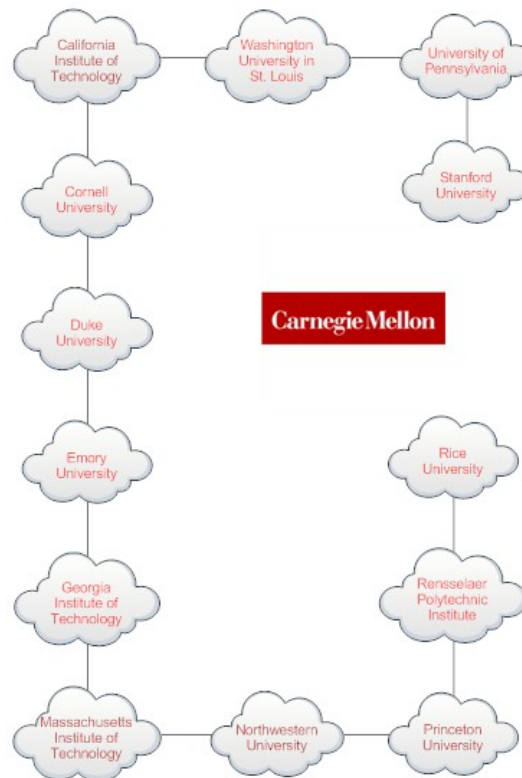 California
Institute of
Technology
Washington
University in
St. Louis
University of
Pennsylvania
Cornell
University
Stanford
University
Duke
University
Carnegie Mellon
Emory
University
Rice
University
Georgia
Institute of
Technology
Rensselaer
Polytechnic
Institute
Massachusetts
Institute of
Technology
Northwestern
University
Princeton
University